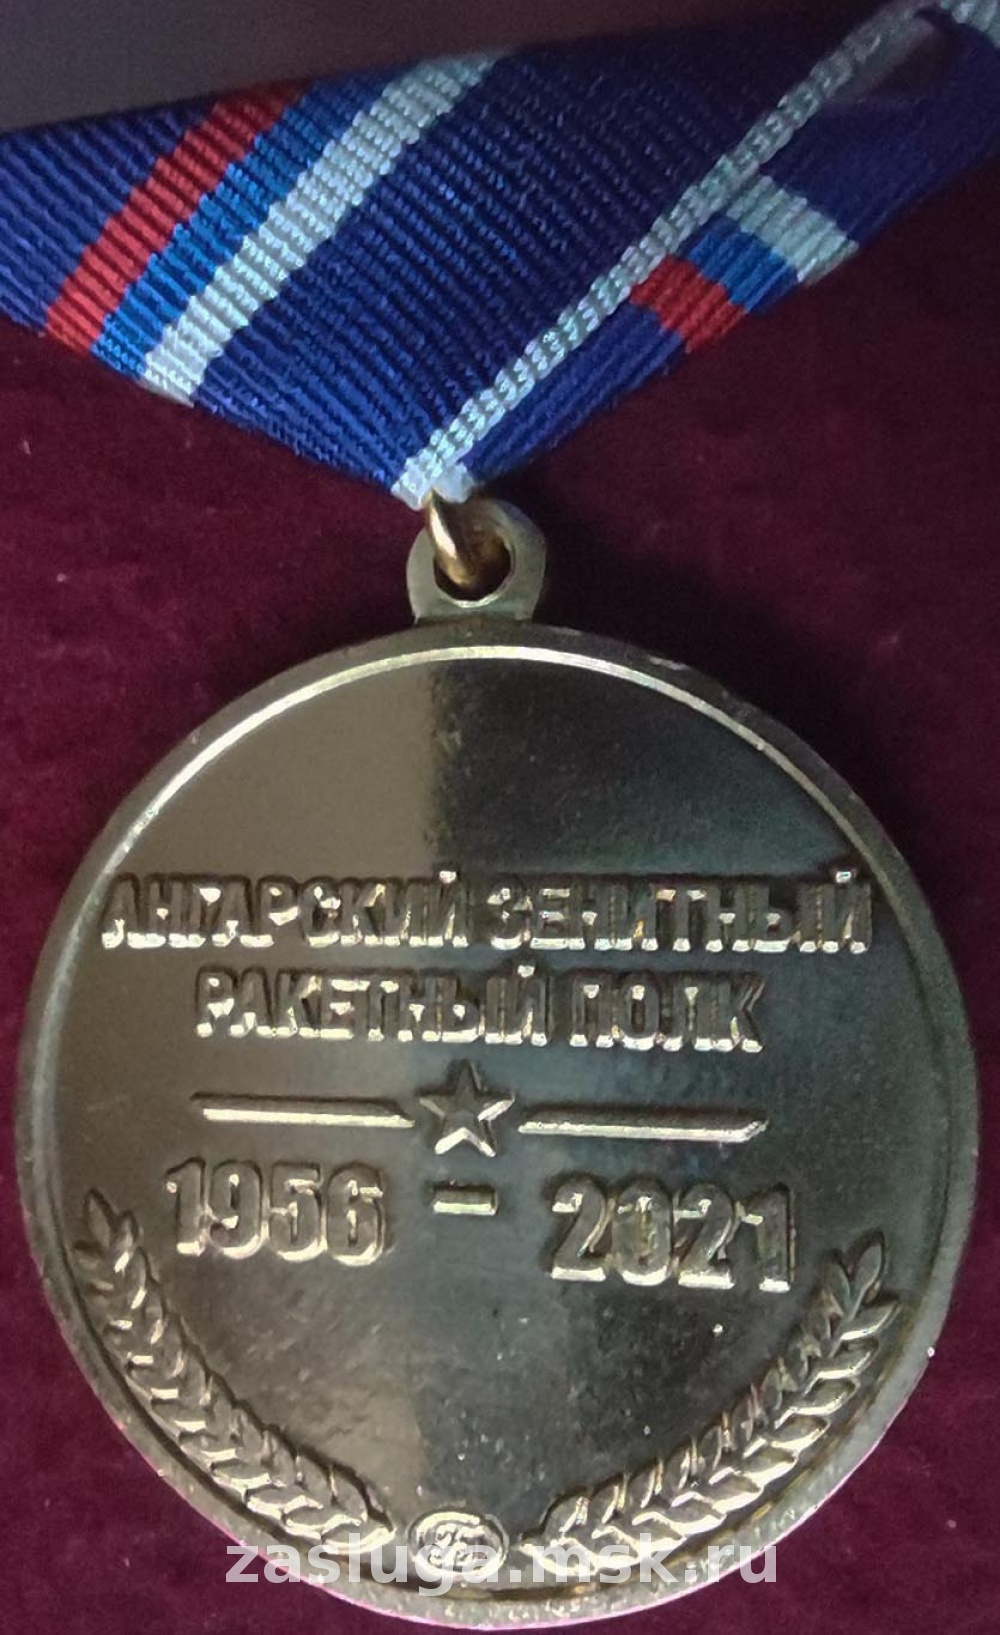 АНГАРСКИЙ ЗЕНИТНЫЙ
РАКЕТНЫЙ ПОЛК
1956 - 2021
zasluga.msk.ru